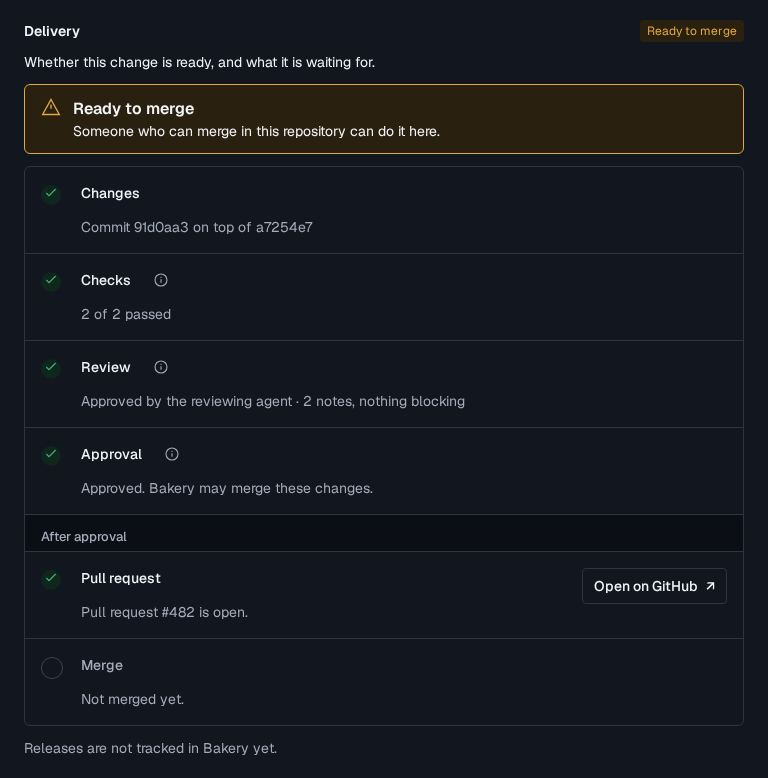 Delivery
Ready to merge
Whether this change is ready, and what it is waiting for.
Ready to merge
Someone who can merge in this repository can do it here.
Changes
Commit 91d0aa3 on top of a7254e7
Checks
2 of 2 passed
Review
Approved by the reviewing agent · 2 notes, nothing blocking
Approval
Approved. Bakery may merge these changes.
After approval
Pull request
Open on GitHub
Pull request #482 is open.
Merge
Not merged yet.
Releases are not tracked in Bakery yet.